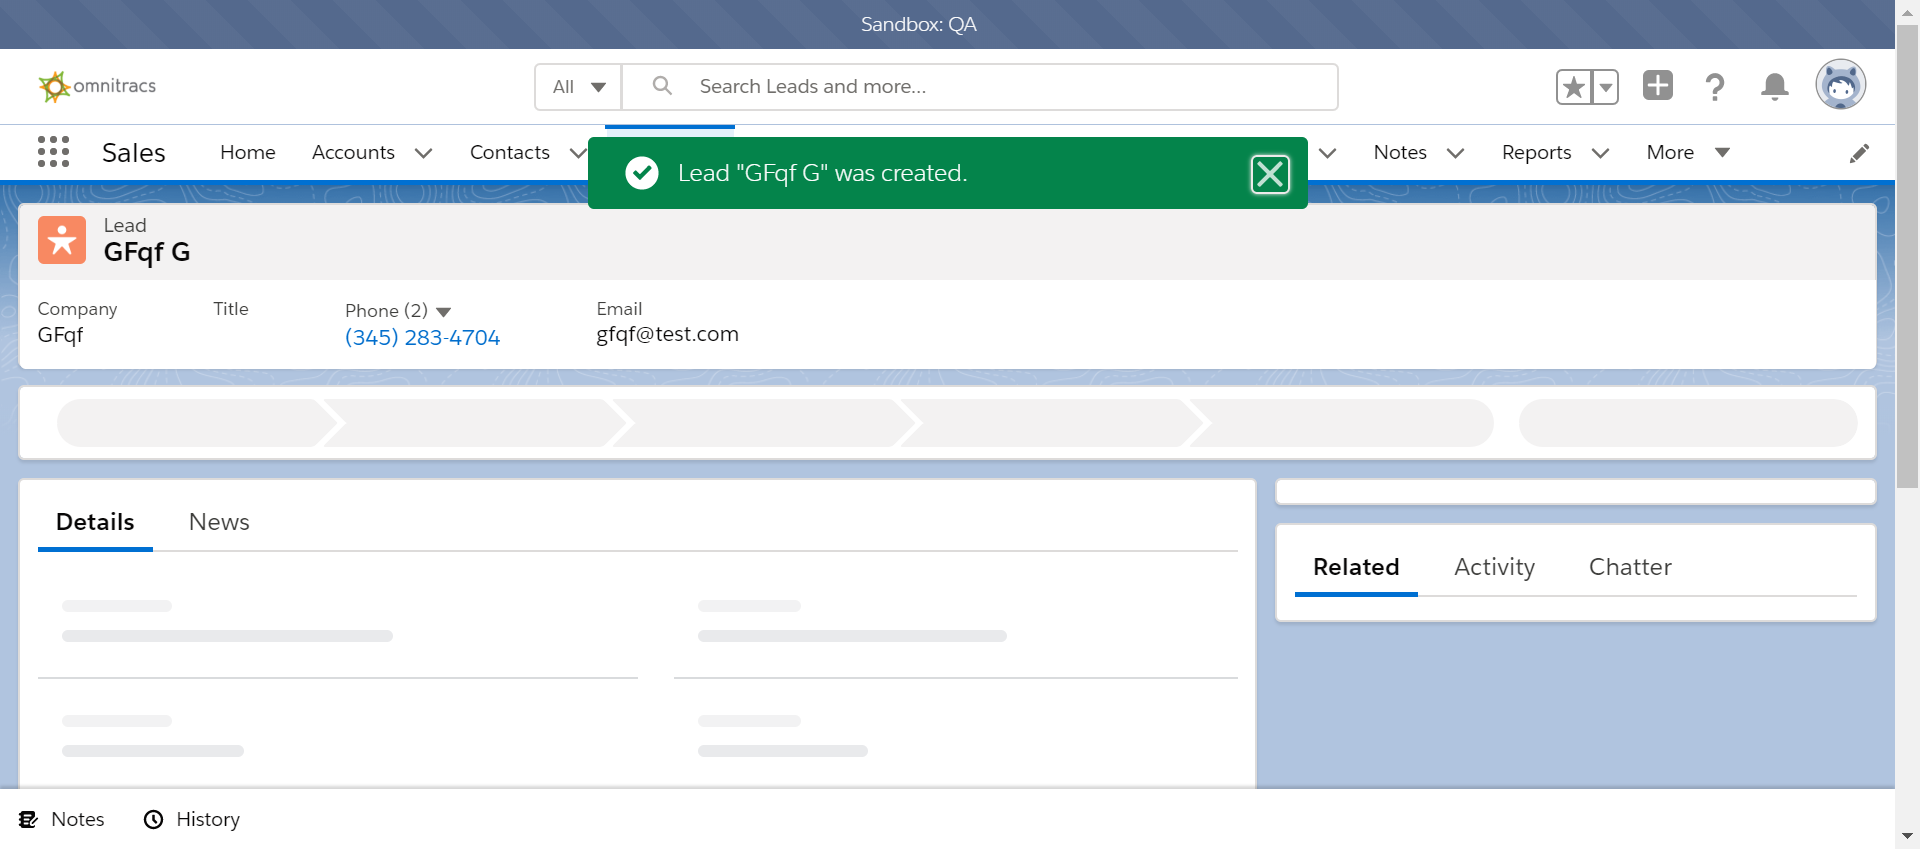 Sandbox: QA
omnitracs
All
Search Leads and more...
Sales
Home
Accounts
Contacts
Notes
Reports
More
Lead "GFqf G" was created.
Lead
GFqf G
Company
Title
Phone (2)
Email
GFqf
(345) 283-4704
gfqf@test.com
Details
News
Related
Activity
Chatter
Notes
History